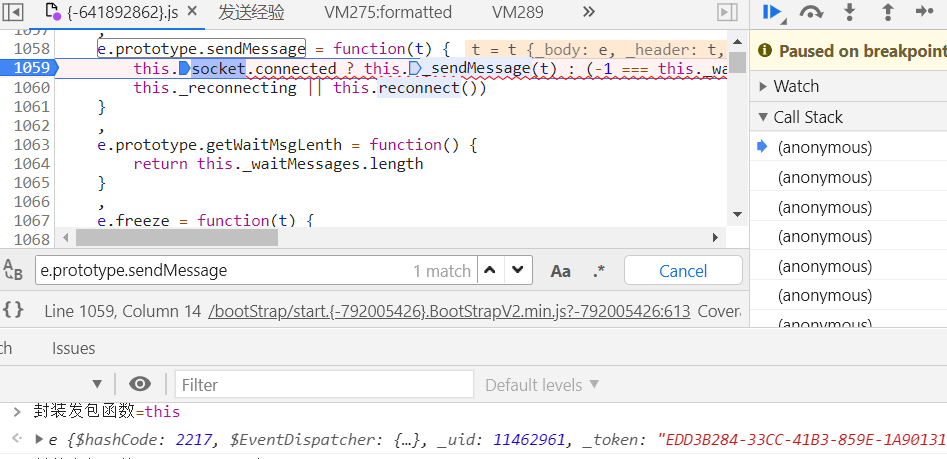 {-641892862}.js × 发送经验 VM275:formatted VM289 »
1057 ,
1058 e.prototype.sendMessage = function(t) { t = t {_body: e, _header: t,
1059 this.socket.connected ? this._sendMessage(t) : (-1 === this._wa
1060 this._reconnecting || this.reconnect())
1061 }
1062 ,
1063 e.prototype.getWaitMsgLenth = function() {
1064 return this._waitMessages.length
1065 }
1066 ,
1067 e.freeze = function(t) {
1068
Paused on breakpoint
Watch
Call Stack
(anonymous)
(anonymous)
(anonymous)
(anonymous)
(anonymous)
(anonymous)
(anonymous)
e.prototype.sendMessage 1 match Aa .* Cancel
{} Line 1059, Column 14 /bootStrap/start.{-792005426}.BootStrapV2.min.js?-792005426:613 Covera
ch Issues
Filter Default levels ▼
> 封装发包函数=this
e {$hashCode: 2217, $EventDispatcher: {…}, _uid: 11462961, _token: "EDD3B284-33CC-41B3-859E-1A90131